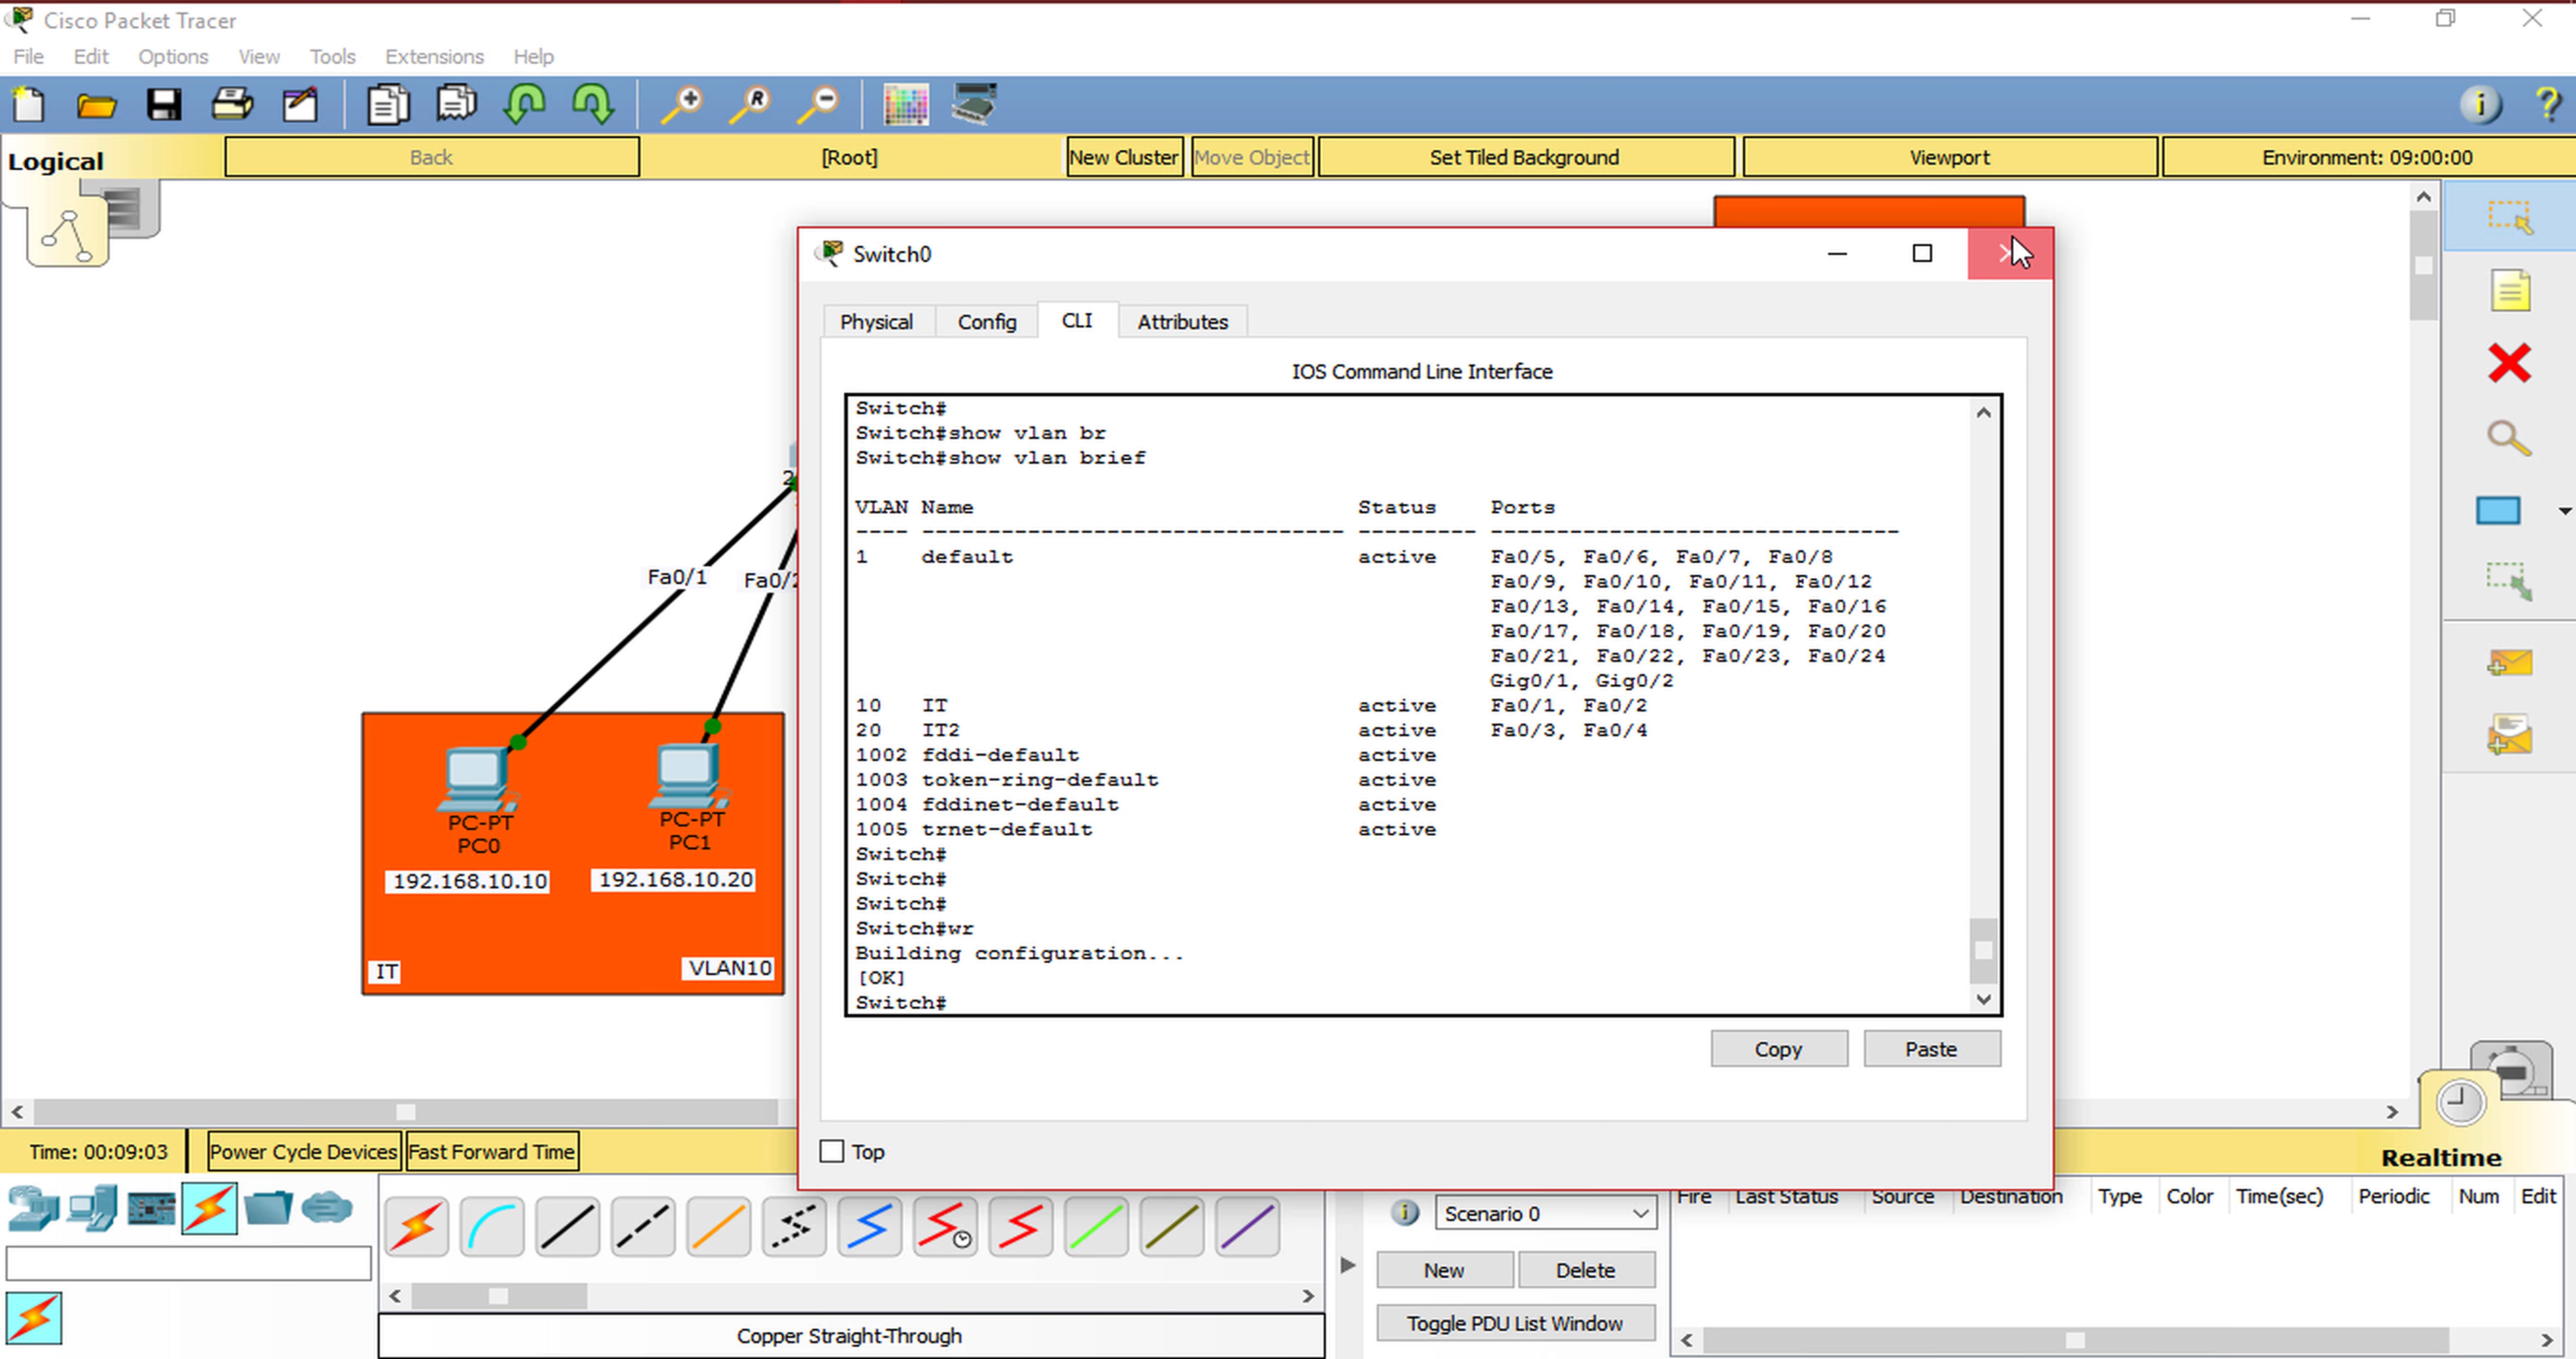 Cisco Packet Tracer
File Edit Options View Tools Extensions Help
Logical Back [Root] New Cluster Move Object Set Tiled Background Viewport Environment: 09:00:00
Switch0
Physical Config CLI Attributes
IOS Command Line Interface
Switch#
Switch#show vlan br
Switch#show vlan brief
VLAN Name Status Ports
---- -------------------------------- --------- -------------------------------
1 default active Fa0/5, Fa0/6, Fa0/7, Fa0/8
Fa0/9, Fa0/10, Fa0/11, Fa0/12
Fa0/13, Fa0/14, Fa0/15, Fa0/16
Fa0/17, Fa0/18, Fa0/19, Fa0/20
Fa0/21, Fa0/22, Fa0/23, Fa0/24
Gig0/1, Gig0/2
10 IT active Fa0/1, Fa0/2
20 IT2 active Fa0/3, Fa0/4
1002 fddi-default active
1003 token-ring-default active
1004 fddinet-default active
1005 trnet-default active
Switch#
Switch#
Switch#
Switch#wr
Building configuration...
[OK]
Switch#
Copy Paste
Top
2
Fa0/1 Fa0/2
PC-PT PC-PT
PC0 PC1
192.168.10.10 192.168.10.20
IT VLAN10
Time: 00:09:03 Power Cycle Devices Fast Forward Time
Realtime
Scenario 0
New Delete
Toggle PDU List Window
Fire Last Status Source Destination Type Color Time(sec) Periodic Num Edit
Copper Straight-Through